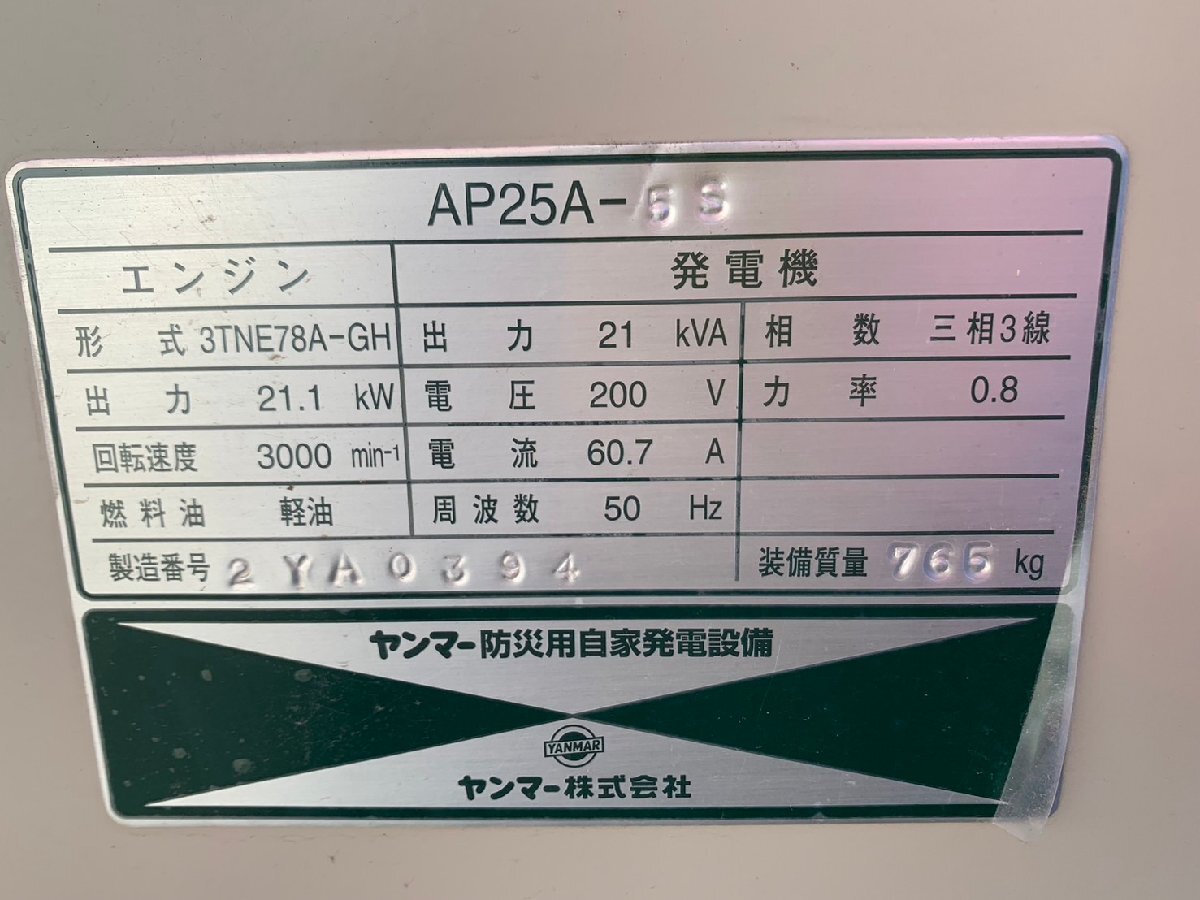 AP25A-5S
エンジン 発電機
形式 3TNE78A-GH 出力 21 kVA 相数 三相3線
出力 21.1 kW 電圧 200 V 力率 0.8
回転速度 3000 min-1 電流 60.7 A
燃料油 軽油 周波数 50 Hz
製造番号 2YA0394 装備質量 765 kg
ヤンマー防災用自家発電設備
YANMAR
ヤンマー株式会社